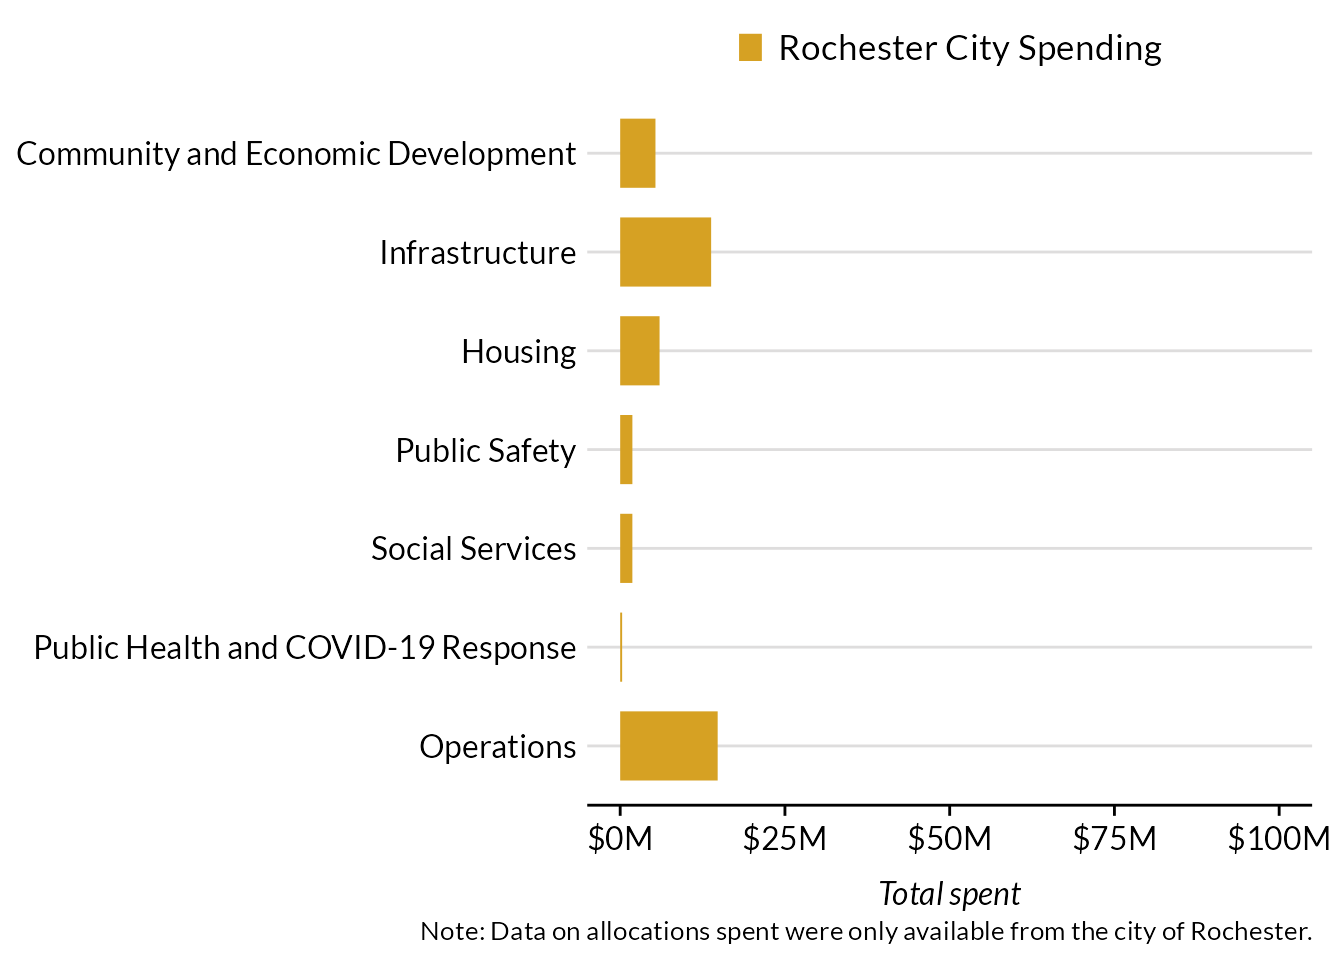 Rochester City Spending
Community and Economic Development
Infrastructure
Housing
Public Safety
Social Services
Public Health and COVID-19 Response
Operations
$0M $25M $50M $75M $100M
Total spent
Note: Data on allocations spent were only available from the city of Rochester.